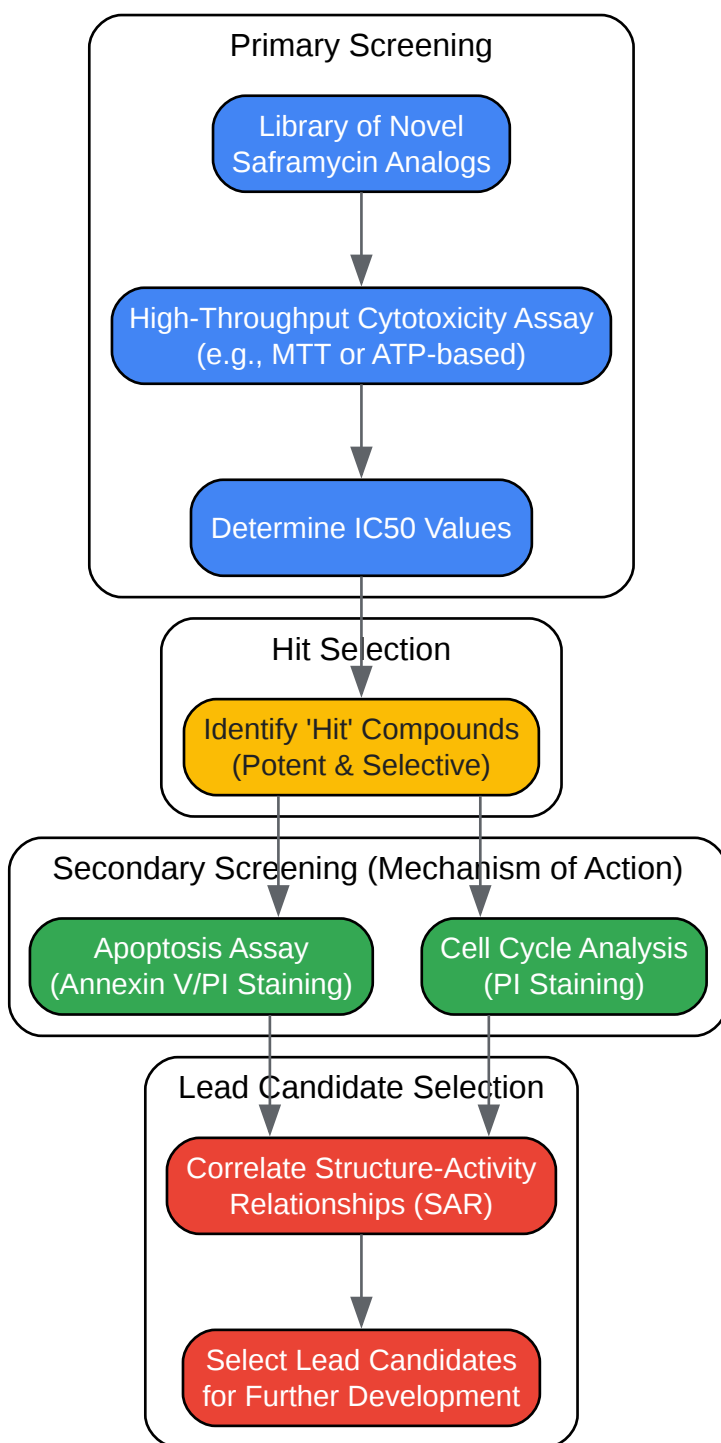 Primary Screening
Library of Novel
Saframycin Analogs
High-Throughput Cytotoxicity Assay
(e.g., MTT or ATP-based)
Determine IC50 Values
Hit Selection
Identify 'Hit' Compounds
(Potent & Selective)
Secondary Screening (Mechanism of Action)
Apoptosis Assay
(Annexin V/PI Staining)
Cell Cycle Analysis
(PI Staining)
Lead Candidate Selection
Correlate Structure-Activity
Relationships (SAR)
Select Lead Candidates
for Further Development